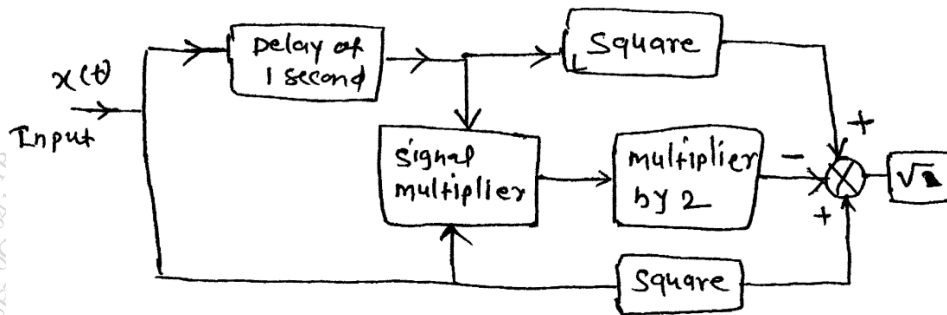 x(t)
Input
Delay of
1 second
Square
signal
multiplier
multiplier
by 2
+
−
+
Square